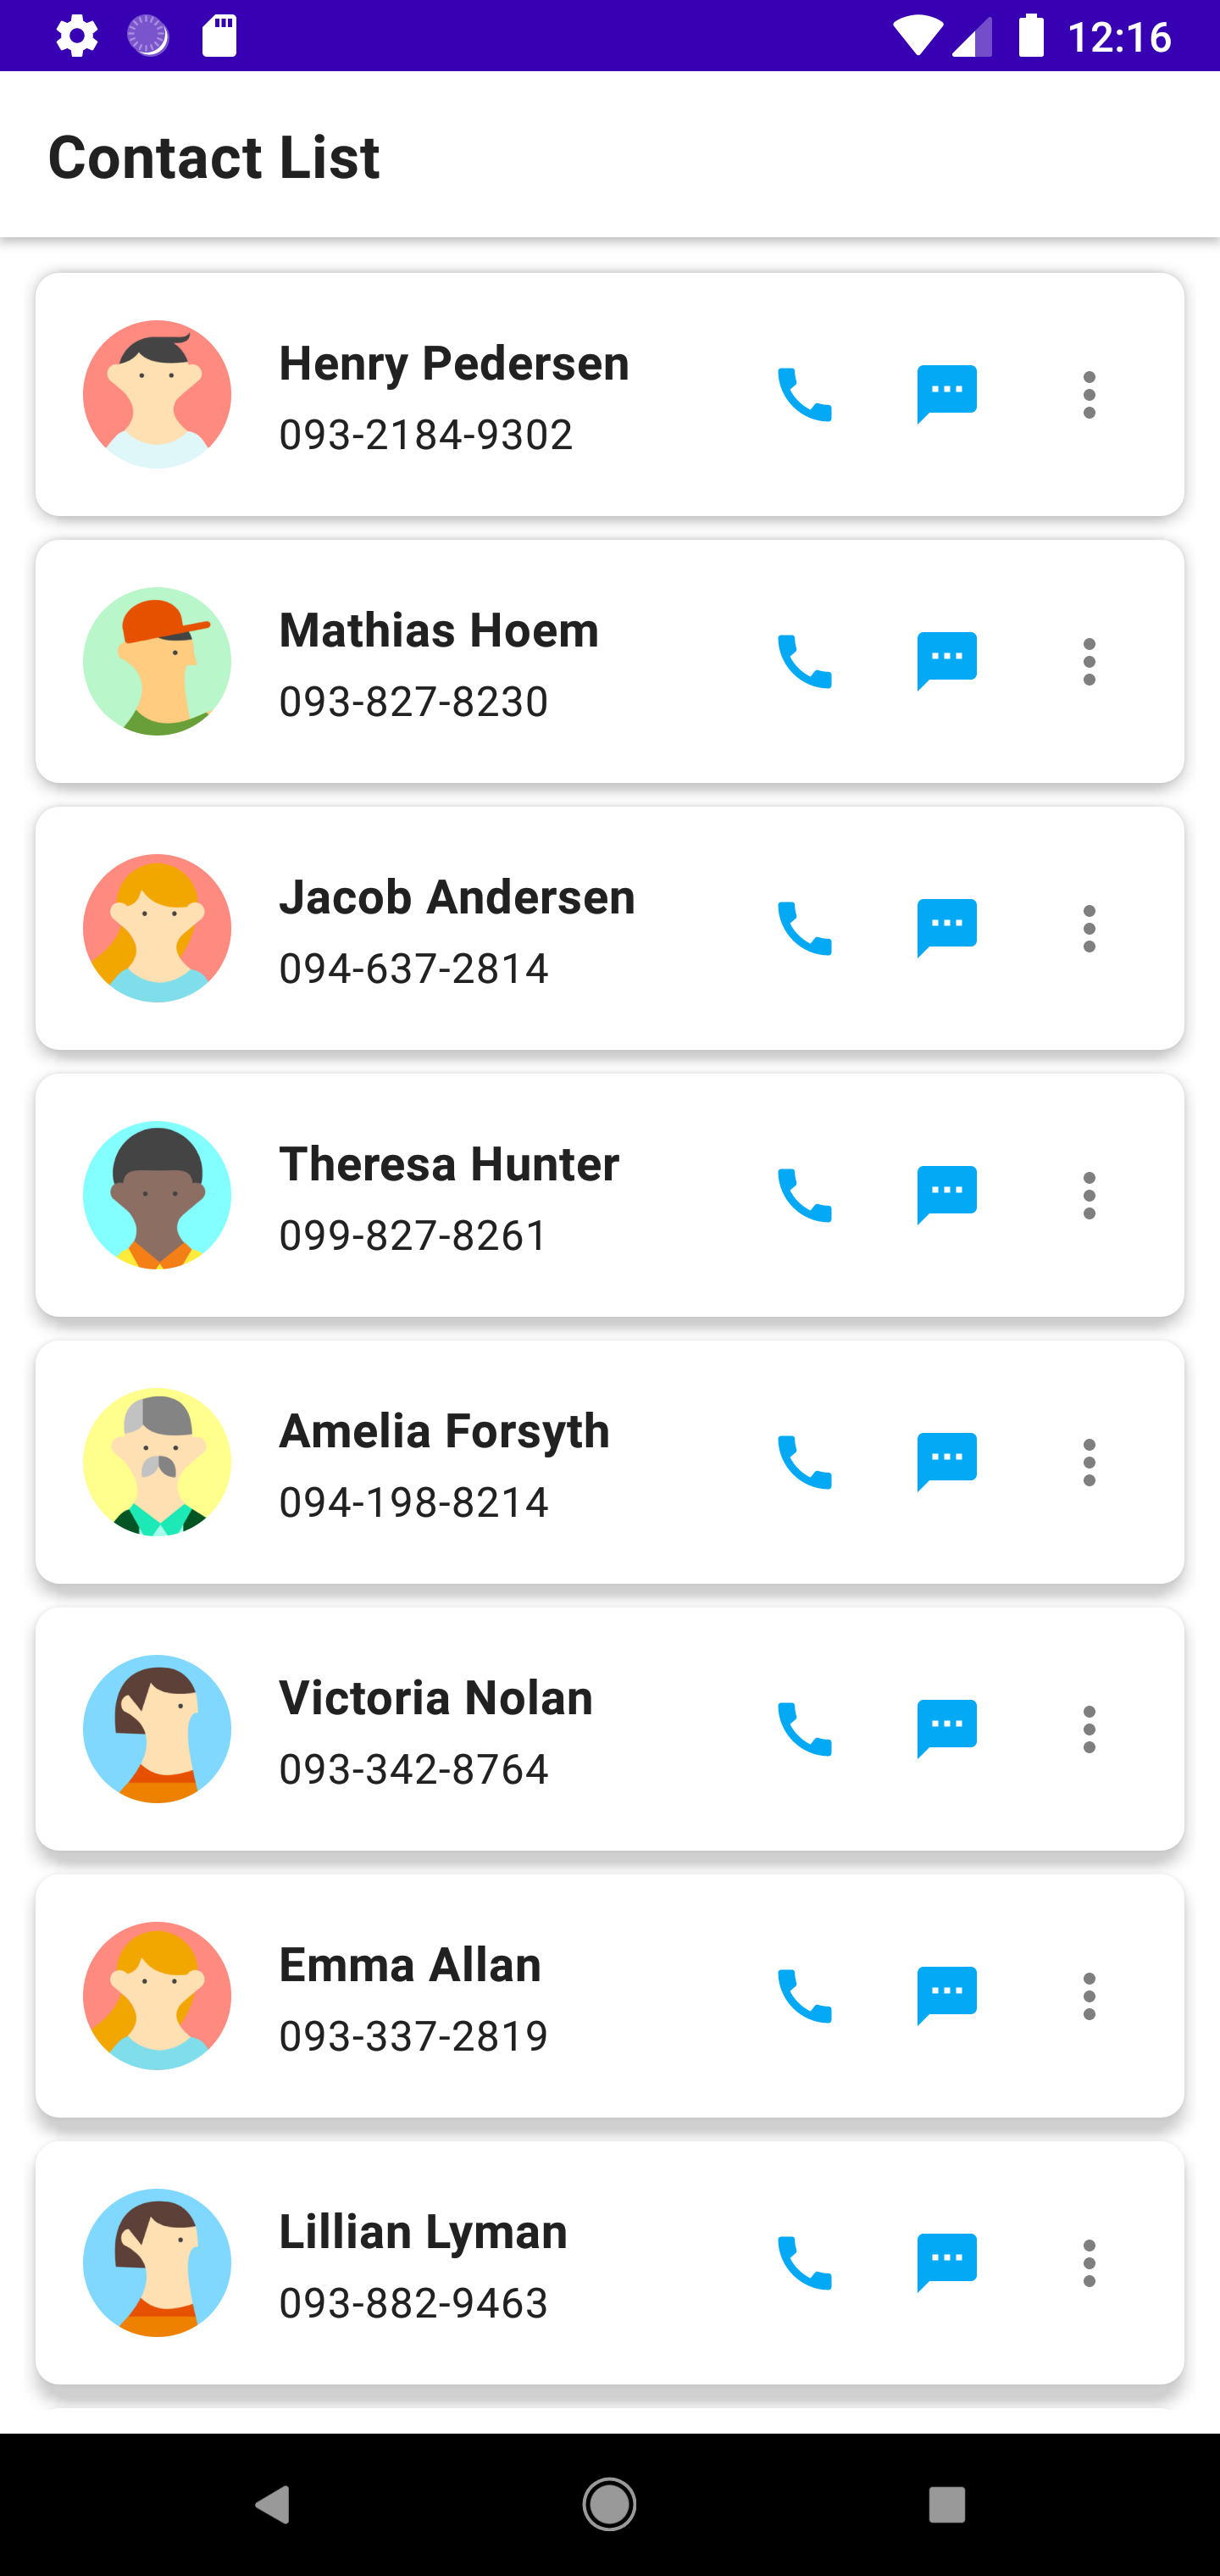 12:16
Contact List
Henry Pedersen
093-2184-9302
Mathias Hoem
093-827-8230
Jacob Andersen
094-637-2814
Theresa Hunter
099-827-8261
Amelia Forsyth
094-198-8214
Victoria Nolan
093-342-8764
Emma Allan
093-337-2819
Lillian Lyman
093-882-9463